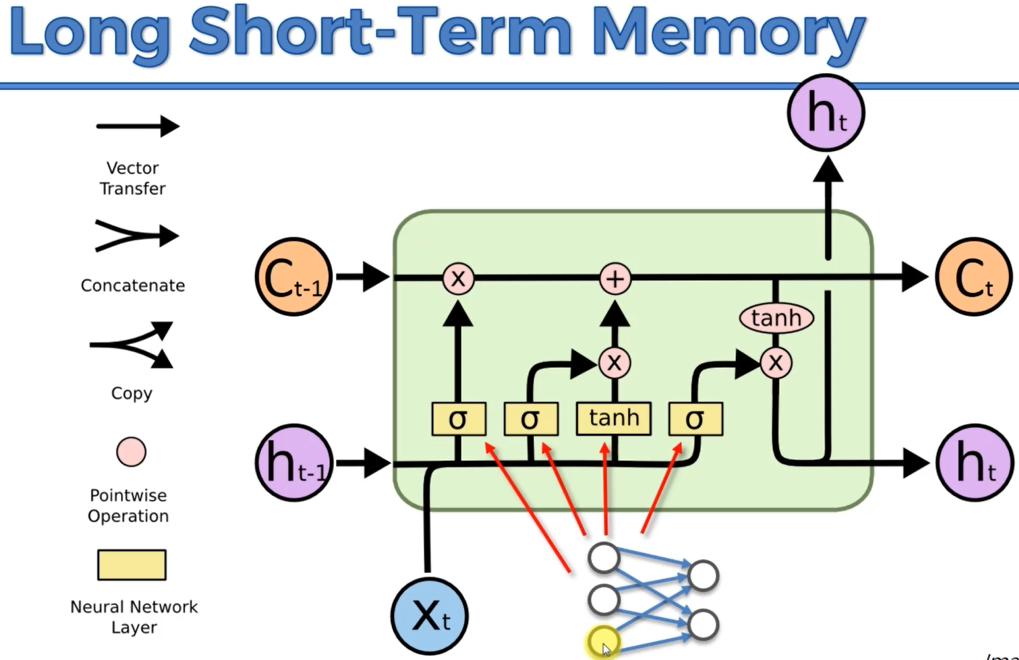 Long Short-Term Memory
Vector
Transfer
Concatenate
Copy
Pointwise
Operation
Neural Network
Layer
ht
Ct-1
x
+
Ct
tanh
x
x
σ
σ
tanh
σ
ht-1
ht
Xt